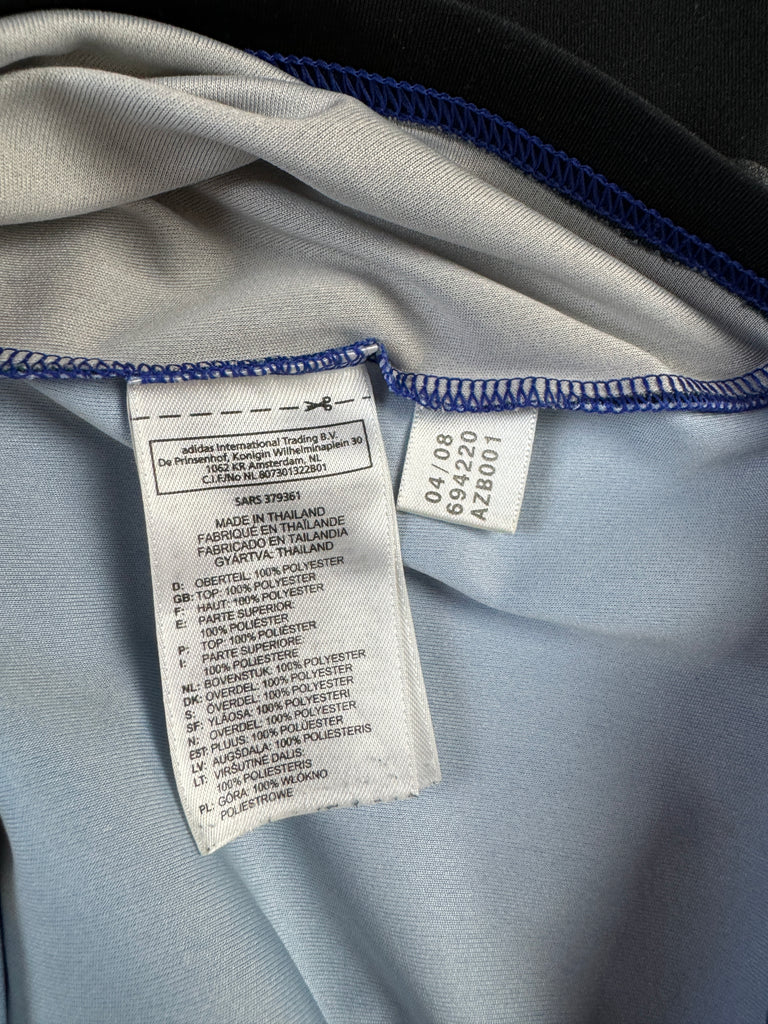 adidas International Trading B.V.
De Prinsenhof, Konigin Wilhelminaplein 30
1062 KR Amsterdam, NL
C.I.F./No NL 807301322B01
SARS 379361
MADE IN THAILAND
FABRIQUÉ EN THAÏLANDE
FABRICADO EN TAILANDIA
GYÁRTVA: THAILAND
D: OBERTEIL: 100% POLYESTER
GB: TOP: 100% POLYESTER
F: HAUT: 100% POLYESTER
E: PARTE SUPERIOR:
100% POLIÉSTER
P: TOP: 100% POLIÉSTER
I: PARTE SUPERIORE:
100% POLIESTERE
NL: BOVENSTUK: 100% POLYESTER
DK: OVERDEL: 100% POLYESTER
S: ÖVERDEL: 100% POLYESTER
SF: YLÄOSA: 100% POLYESTERI
N: OVERDEL: 100% POLYESTER
EST: PLUUS: 100% POLÜESTER
LV: AUGŠDAĻA: 100% POLIESTERIS
LT: VIRŠUTINĖ DALIS:
100% POLIESTERIS
PL: GÓRA: 100% WŁÓKNO
POLIESTROWE
04/08
694220
AZB001